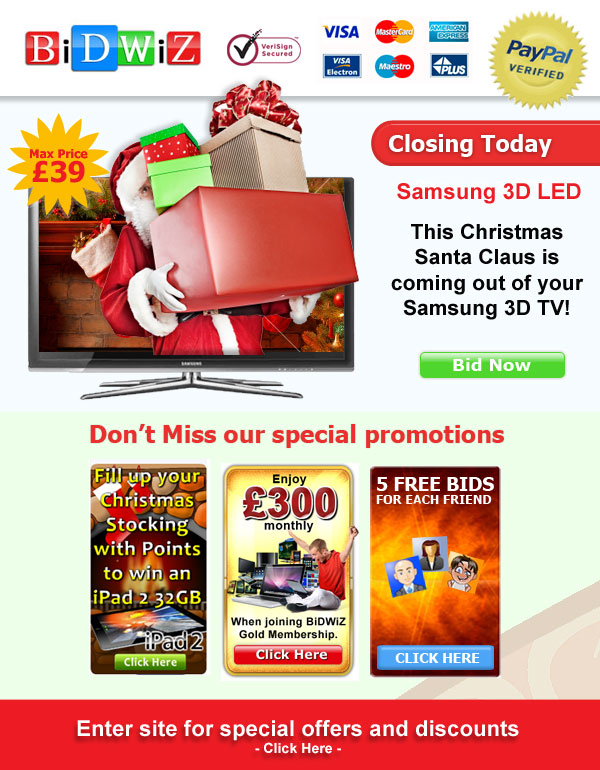 BiDWiZ
VeriSign
Secured
VISA
MasterCard
AMERICAN
EXPRESS
VISA
Electron
Maestro
PLUS
PayPal
VERIFIED
Max Price
£39
Closing Today
Samsung 3D LED
This Christmas
Santa Claus is
coming out of your
Samsung 3D TV!
SAMSUNG
Bid Now
Don't Miss our special promotions
Fill up your
Christmas
Stocking
with Points
to win an
iPad 2 32GB
iPad 2
Click Here
Enjoy
£300
monthly
When joining BiDWiZ
Gold Membership.
Click Here
5 FREE BIDS
FOR EACH FRIEND
CLICK HERE
Enter site for special offers and discounts
- Click Here -